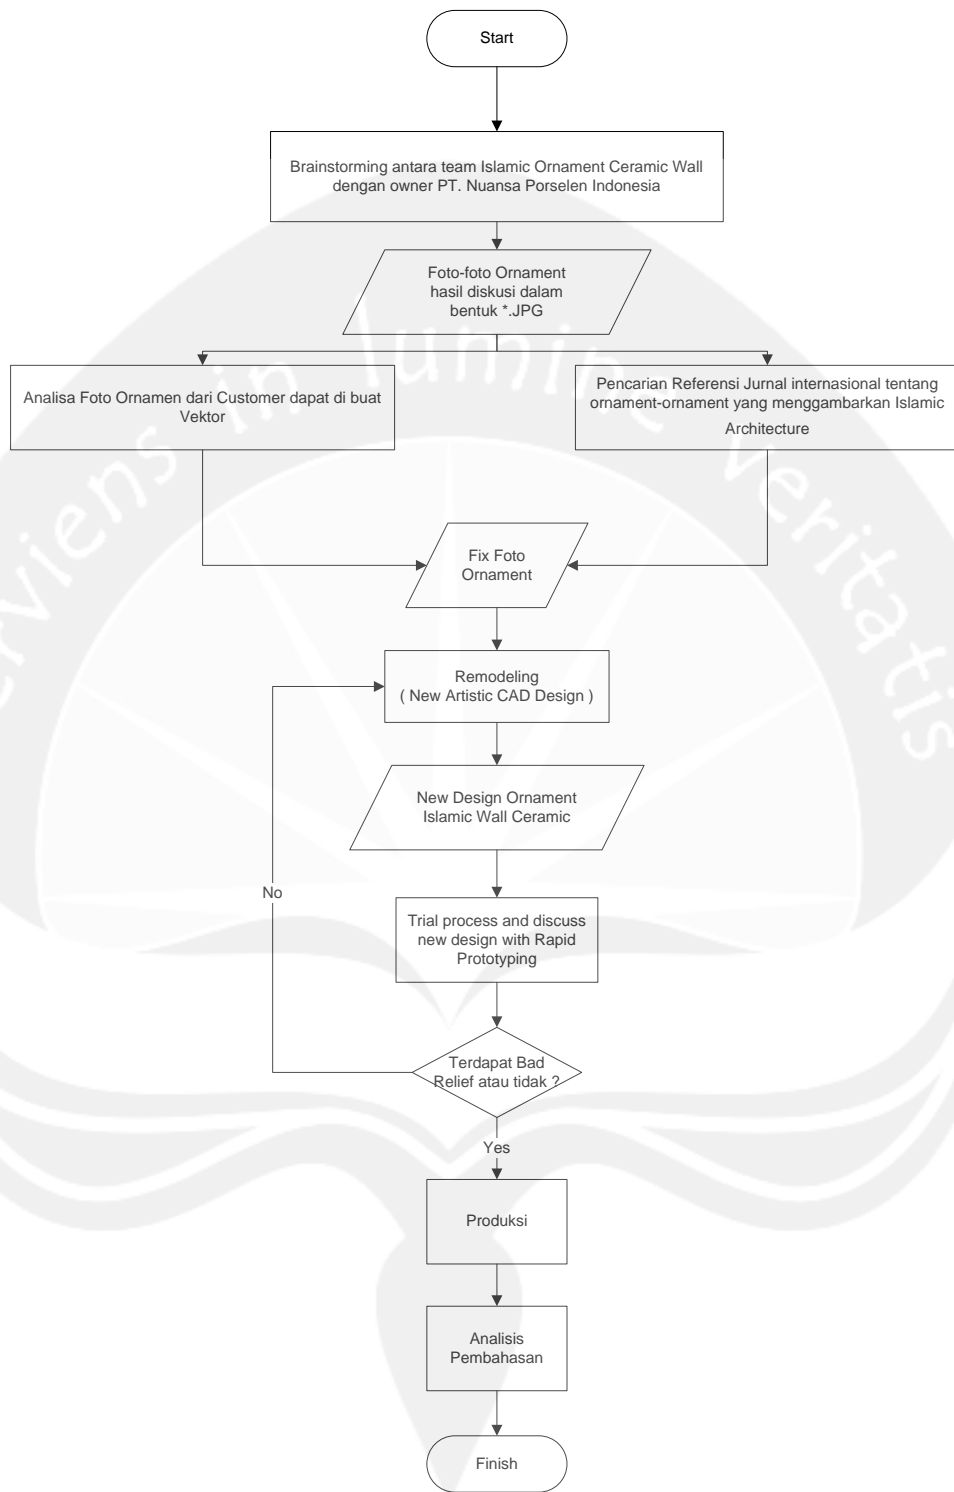 Start
Brainstorming antara team Islamic Ornament Ceramic Wall
dengan owner PT. Nuansa Porselen Indonesia
Foto-foto Ornament
hasil diskusi dalam
bentuk *.JPG
Analisa Foto Ornamen dari Customer dapat di buat
Vektor
Pencarian Referensi Jurnal internasional tentang
ornament-ornament yang menggambarkan Islamic
Architecture
Fix Foto
Ornament
Remodeling
( New Artistic CAD Design )
New Design Ornament
Islamic Wall Ceramic
No
Trial process and discuss
new design with Rapid
Prototyping
Terdapat Bad
Relief atau tidak ?
Yes
Produksi
Analisis
Pembahasan
Finish
serviens in lumine veritatis